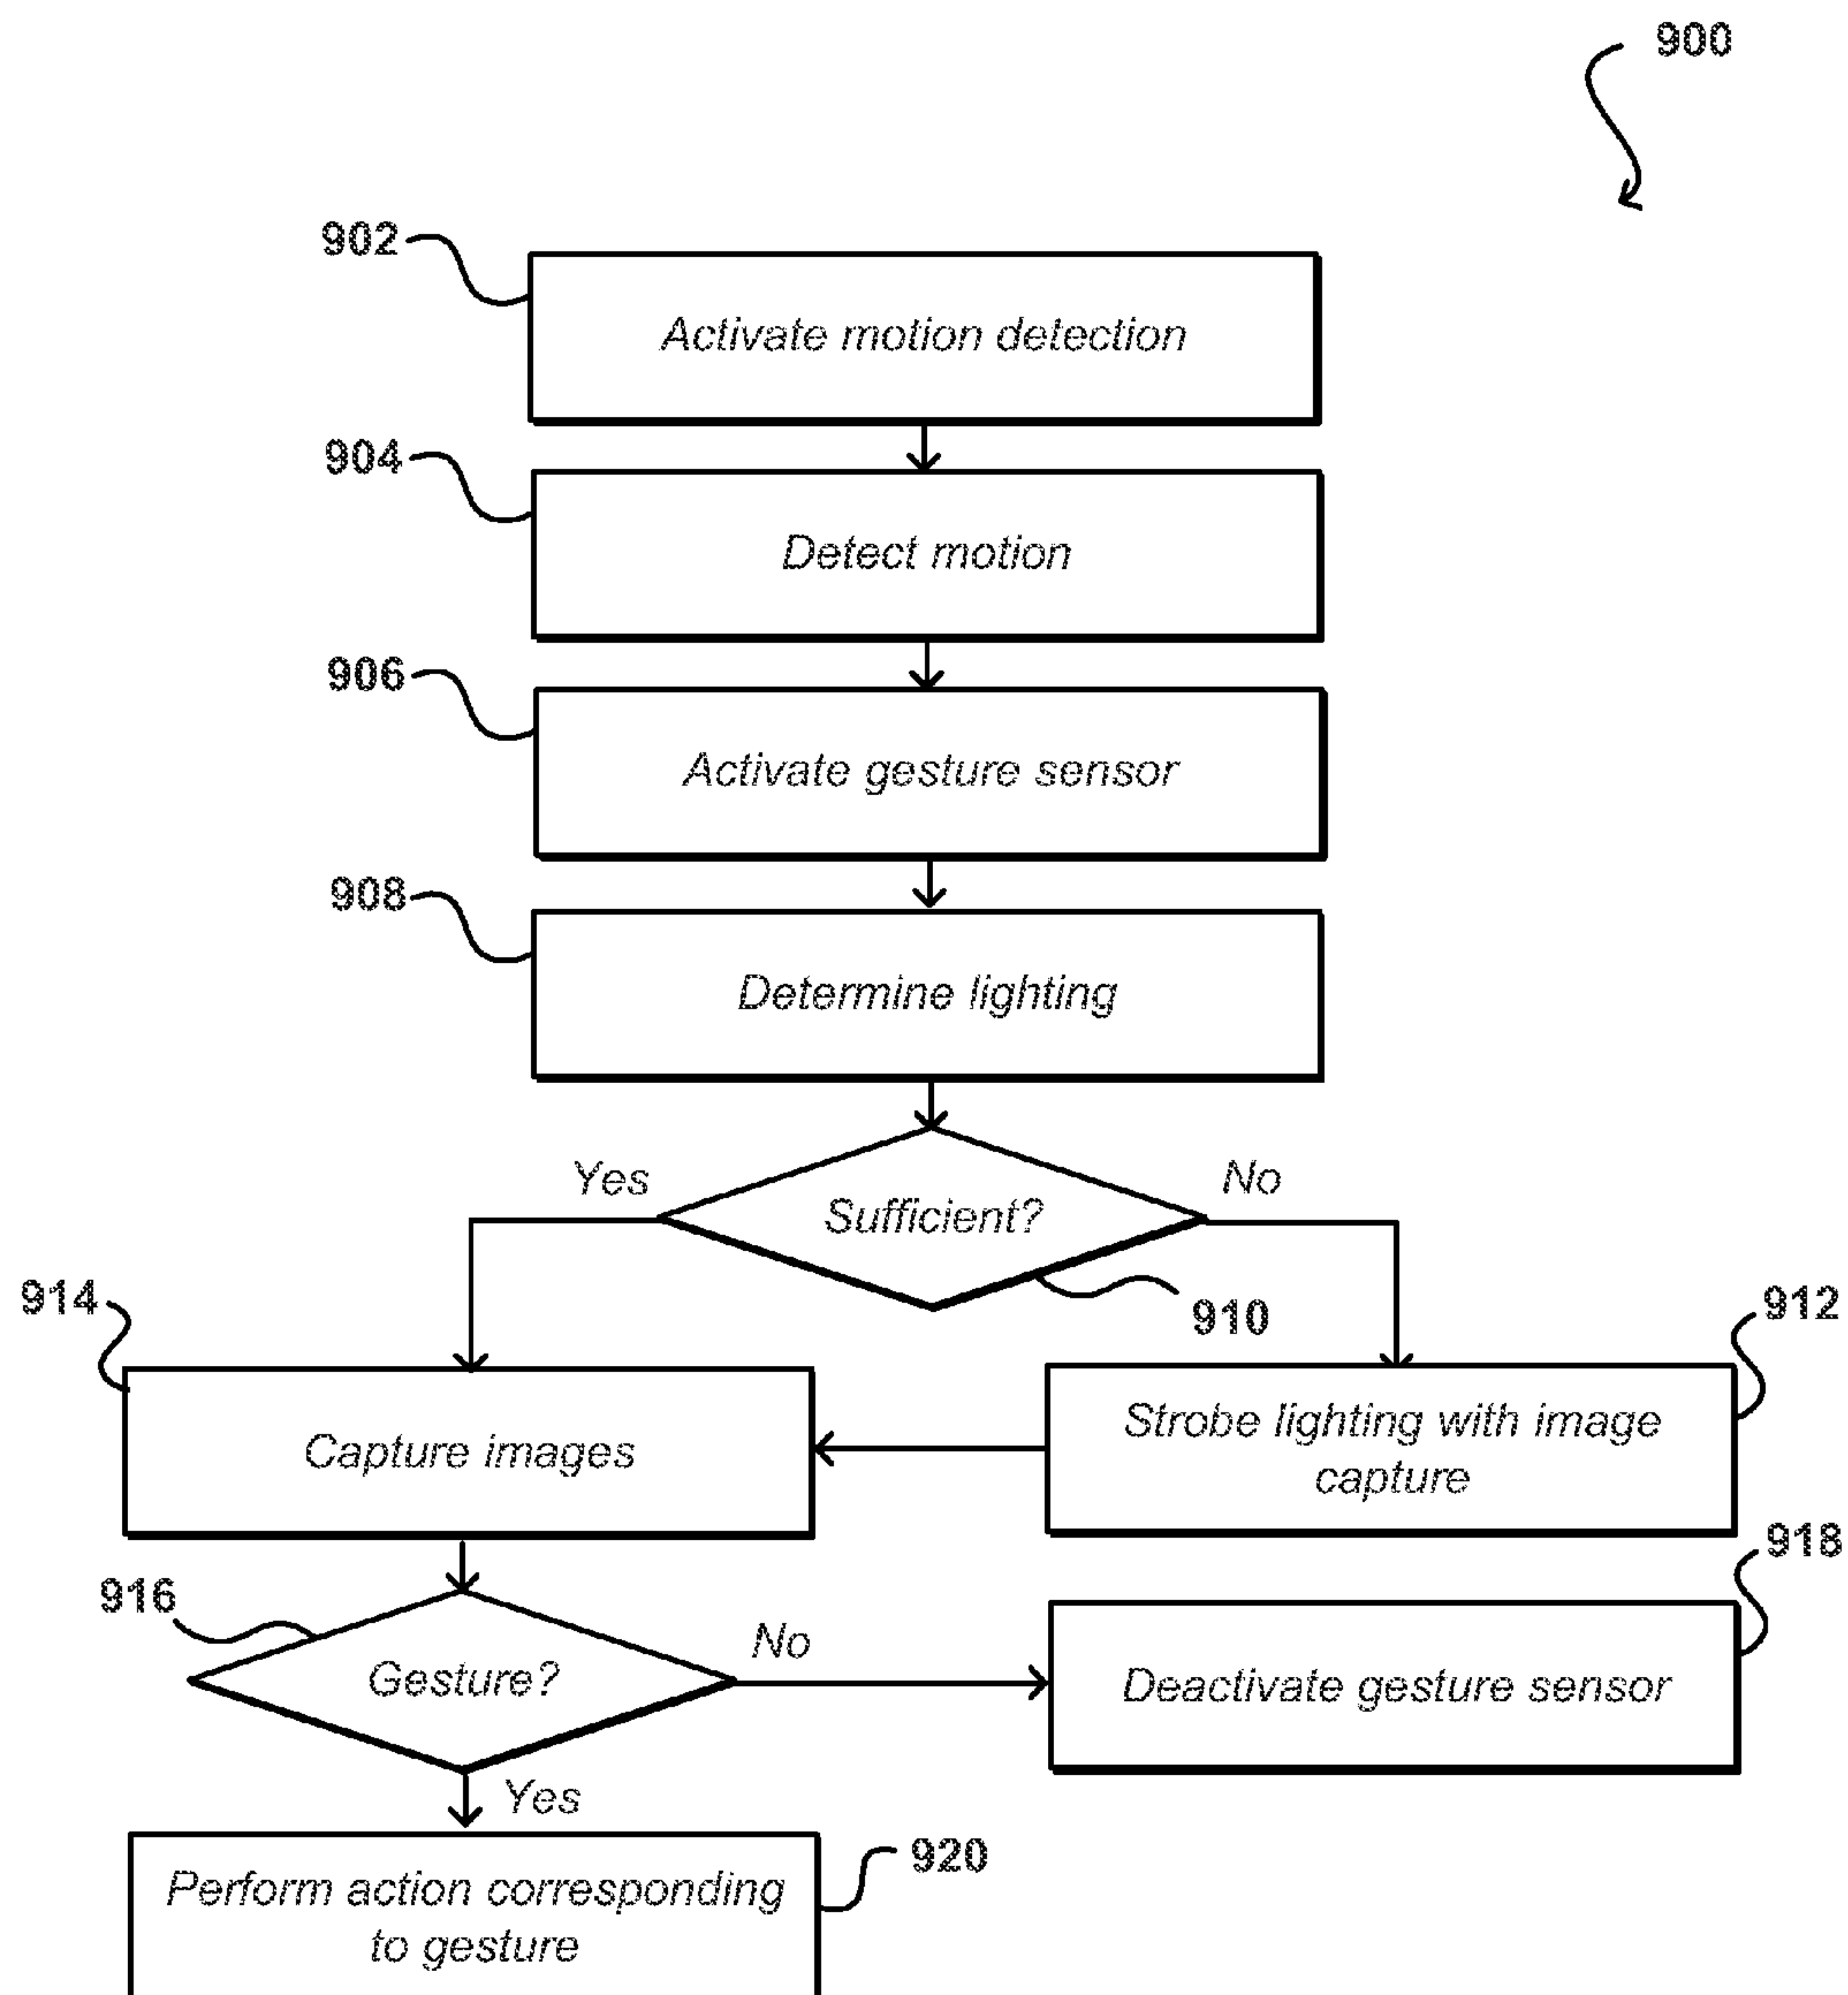 900
902
Activate motion detection
904
Detect motion
906
Activate gesture sensor
908
Determine lighting
Yes
No
Sufficient?
910
914
912
Capture images
Strobe lighting with image
capture
916
918
Gesture?
No
Deactivate gesture sensor
Yes
920
Perform action corresponding
to gesture